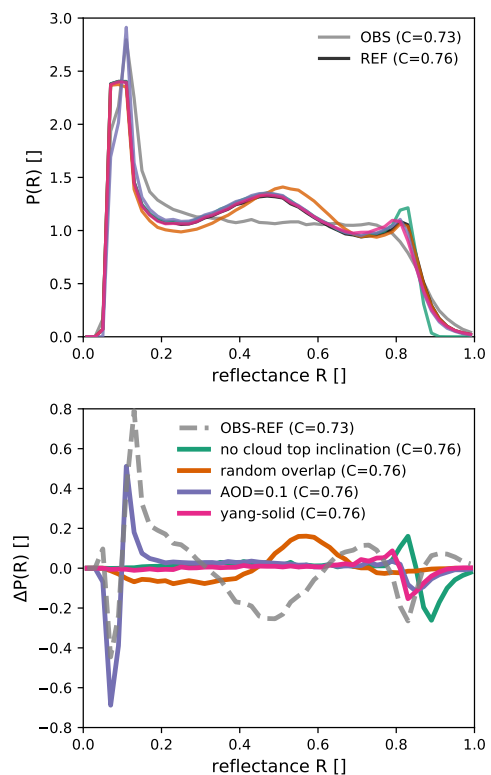 3.0
2.5
2.0
1.5
1.0
0.5
0.0
P(R) []
OBS (C=0.73)
REF (C=0.76)
0.0 0.2 0.4 0.6 0.8 1.0
reflectance R []
0.8
0.6
0.4
0.2
0.0
−0.2
−0.4
−0.6
−0.8
ΔP(R) []
OBS-REF (C=0.73)
no cloud top inclination (C=0.76)
random overlap (C=0.76)
AOD=0.1 (C=0.76)
yang-solid (C=0.76)
0.0 0.2 0.4 0.6 0.8 1.0
reflectance R []